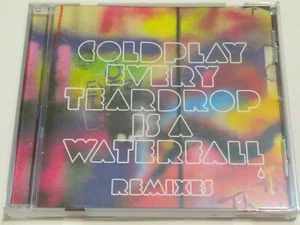 COLDPLAY
EVERY
TEARDROP
IS A
WATERFALL
REMIXES